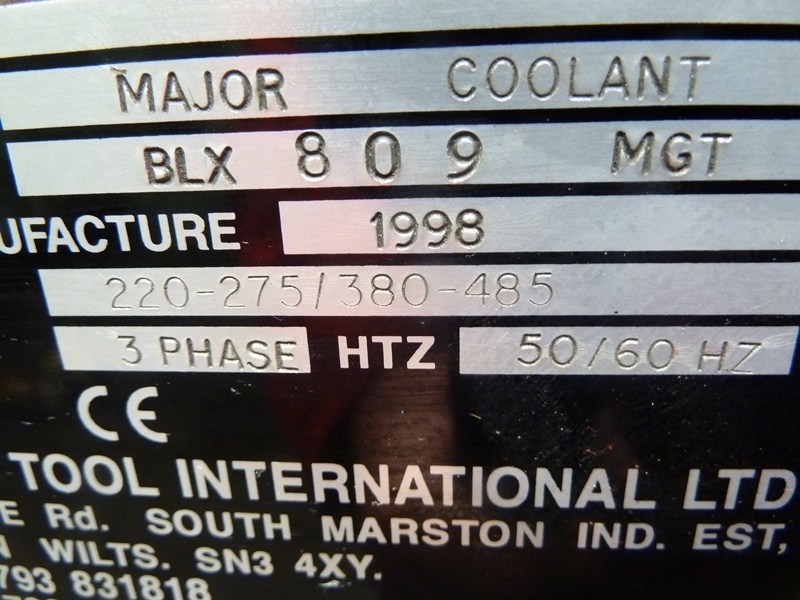 MAJOR COOLANT
BLX 809 MGT
UFACTURE 1998
220-275/380-485
3 PHASE HTZ 50/60 HZ
CE
TOOL INTERNATIONAL LTD
E Rd. SOUTH MARSTON IND. EST,
N WILTS. SN3 4XY.
793 831818